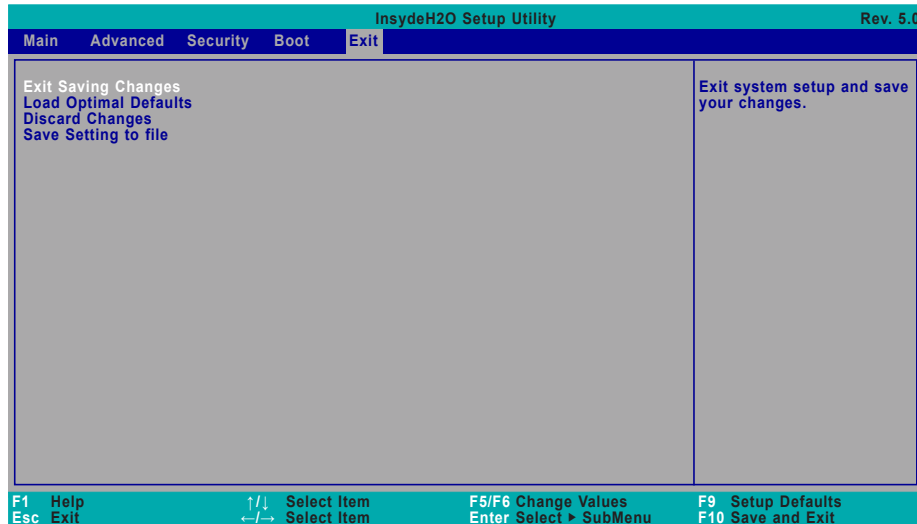 InsydeH2O Setup Utility Rev. 5.0
Main Advanced Security Boot Exit
Exit Saving Changes
Load Optimal Defaults
Discard Changes
Save Setting to file
Exit system setup and save
your changes.
F1 Help ↑/↓ Select Item F5/F6 Change Values F9 Setup Defaults
Esc Exit ←/→ Select Item Enter Select ▶ SubMenu F10 Save and Exit